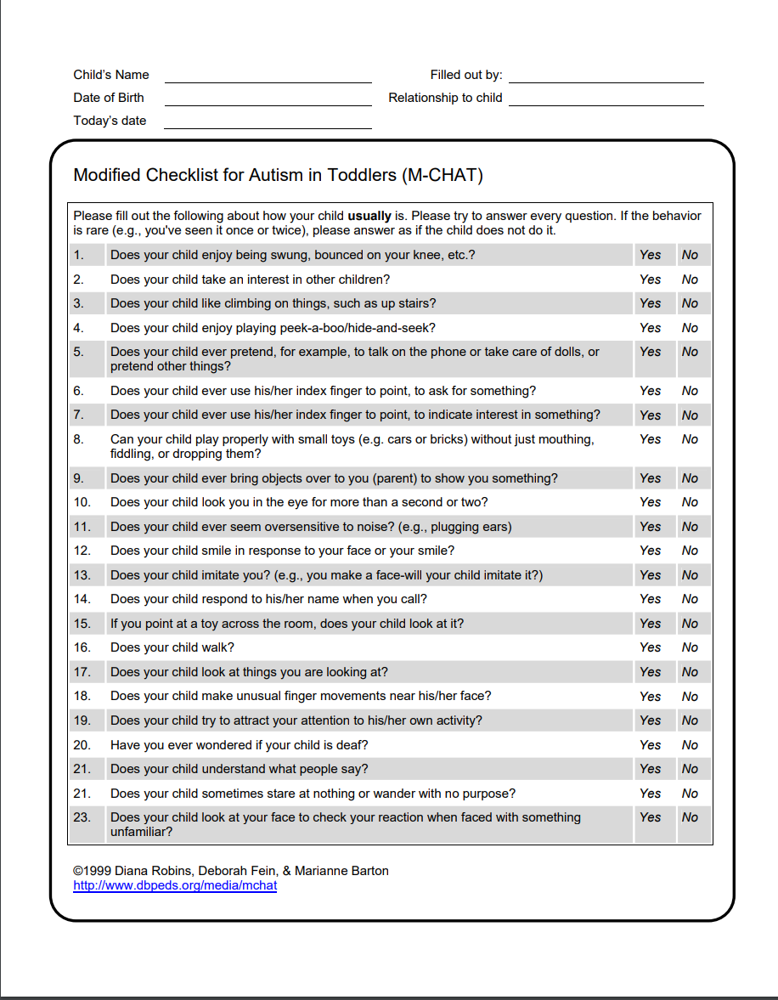 Child's Name Filled out by:
Date of Birth Relationship to child
Today's date
Modified Checklist for Autism in Toddlers (M-CHAT)
Please fill out the following about how your child usually is. Please try to answer every question. If the behavior
is rare (e.g., you've seen it once or twice), please answer as if the child does not do it.
1. Does your child enjoy being swung, bounced on your knee, etc.? Yes No
2. Does your child take an interest in other children? Yes No
3. Does your child like climbing on things, such as up stairs? Yes No
4. Does your child enjoy playing peek-a-boo/hide-and-seek? Yes No
5. Does your child ever pretend, for example, to talk on the phone or take care of dolls, or Yes No
pretend other things?
6. Does your child ever use his/her index finger to point, to ask for something? Yes No
7. Does your child ever use his/her index finger to point, to indicate interest in something? Yes No
8. Can your child play properly with small toys (e.g. cars or bricks) without just mouthing, Yes No
fiddling, or dropping them?
9. Does your child ever bring objects over to you (parent) to show you something? Yes No
10. Does your child look you in the eye for more than a second or two? Yes No
11. Does your child ever seem oversensitive to noise? (e.g., plugging ears) Yes No
12. Does your child smile in response to your face or your smile? Yes No
13. Does your child imitate you? (e.g., you make a face-will your child imitate it?) Yes No
14. Does your child respond to his/her name when you call? Yes No
15. If you point at a toy across the room, does your child look at it? Yes No
16. Does your child walk? Yes No
17. Does your child look at things you are looking at? Yes No
18. Does your child make unusual finger movements near his/her face? Yes No
19. Does your child try to attract your attention to his/her own activity? Yes No
20. Have you ever wondered if your child is deaf? Yes No
21. Does your child understand what people say? Yes No
21. Does your child sometimes stare at nothing or wander with no purpose? Yes No
23. Does your child look at your face to check your reaction when faced with something Yes No
unfamiliar?
©1999 Diana Robins, Deborah Fein, & Marianne Barton
http://www.dbpeds.org/media/mchat